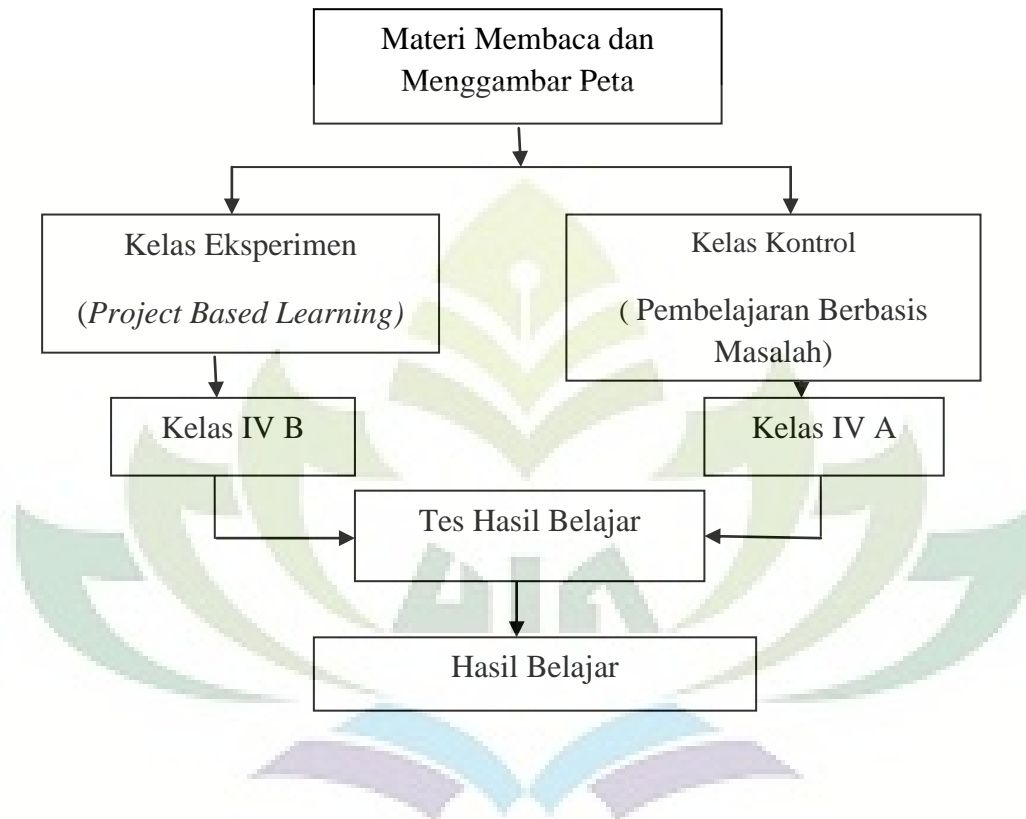 Materi Membaca dan
Menggambar Peta
Kelas Eksperimen
(Project Based Learning)
Kelas Kontrol
( Pembelajaran Berbasis
Masalah)
Kelas IV B
Kelas IV A
Tes Hasil Belajar
Hasil Belajar